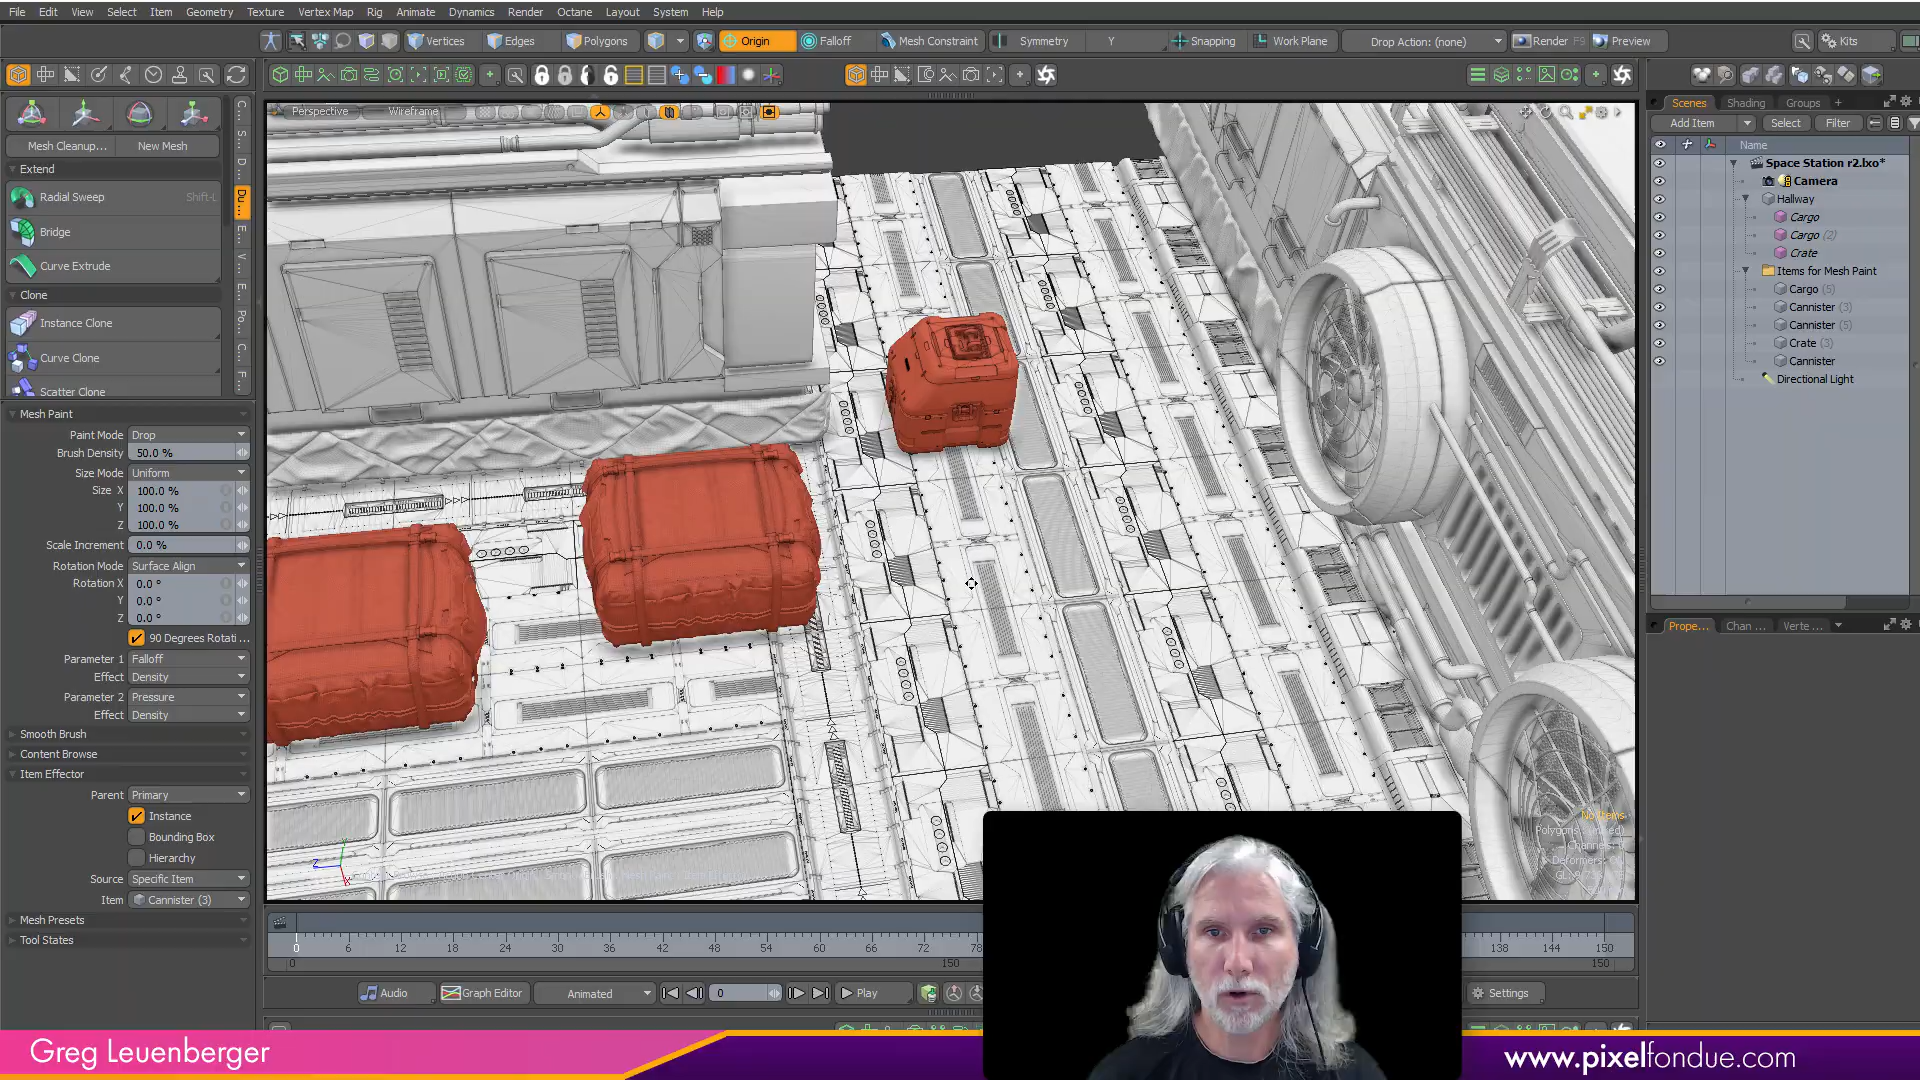 File Edit View Select Item Geometry Texture Vertex Map Rig Animate Dynamics Render Octane Layout System Help
Vertices Edges Polygons Origin Falloff Mesh Constraint Symmetry Y Snapping Work Plane Drop Action: (none) Render Preview Kits
Perspective Wireframe
Scenes Shading Groups +
Add Item Select Filter
Name
Space Station r2.lxo*
Camera
Hallway
Cargo
Cargo (2)
Crate
Items for Mesh Paint
Cargo (5)
Cannister (3)
Cannister (5)
Crate (3)
Cannister
Directional Light
Prope... Chan ... Verte ...
Mesh Cleanup... New Mesh
Extend
Radial Sweep Shift-L
Bridge
Curve Extrude
Clone
Instance Clone
Curve Clone
Scatter Clone
Mesh Paint
Paint Mode Drop
Brush Density 50.0 %
Size Mode Uniform
Size X 100.0 %
Y 100.0 %
Z 100.0 %
Scale Increment 0.0 %
Rotation Mode Surface Align
Rotation X 0.0 °
Y 0.0 °
Z 0.0 °
90 Degrees Rotati ...
Parameter 1 Falloff
Effect Density
Parameter 2 Pressure
Effect Density
Smooth Brush
Content Browse
Item Effector
Parent Primary
Instance
Bounding Box
Hierarchy
Source Specific Item
Item Cannister (3)
Mesh Presets
Tool States
No Items
0 6 12 18 24 30 36 42 48 54 60 66 72 78 138 144 150
0 150 150
Audio Graph Editor Animated 0 Play Settings
Greg Leuenberger
www.pixelfondue.com